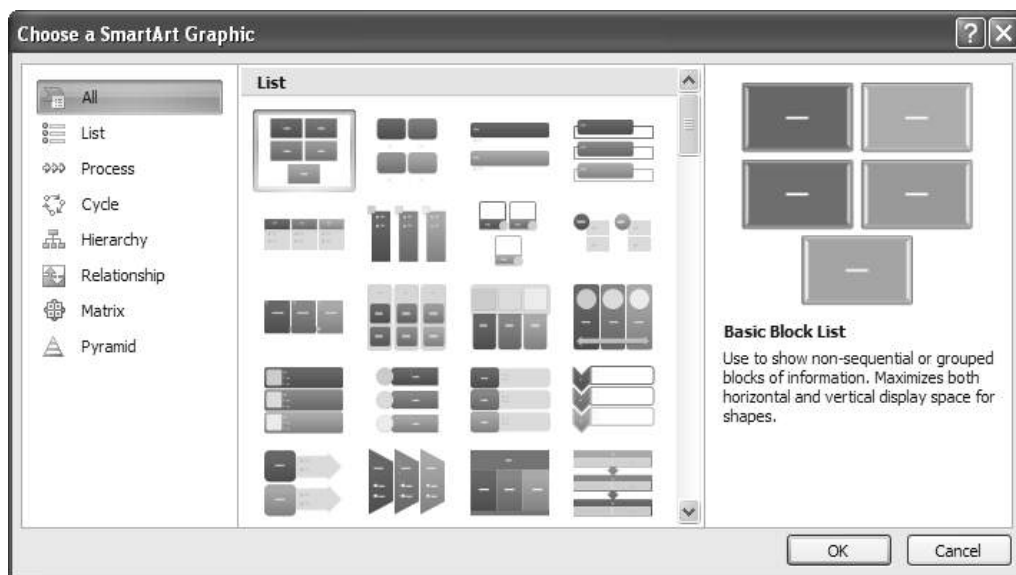 Choose a SmartArt Graphic
All
List
Process
Cycle
Hierarchy
Relationship
Matrix
Pyramid
List
Basic Block List
Use to show non-sequential or grouped
blocks of information. Maximizes both
horizontal and vertical display space for
shapes.
OK
Cancel